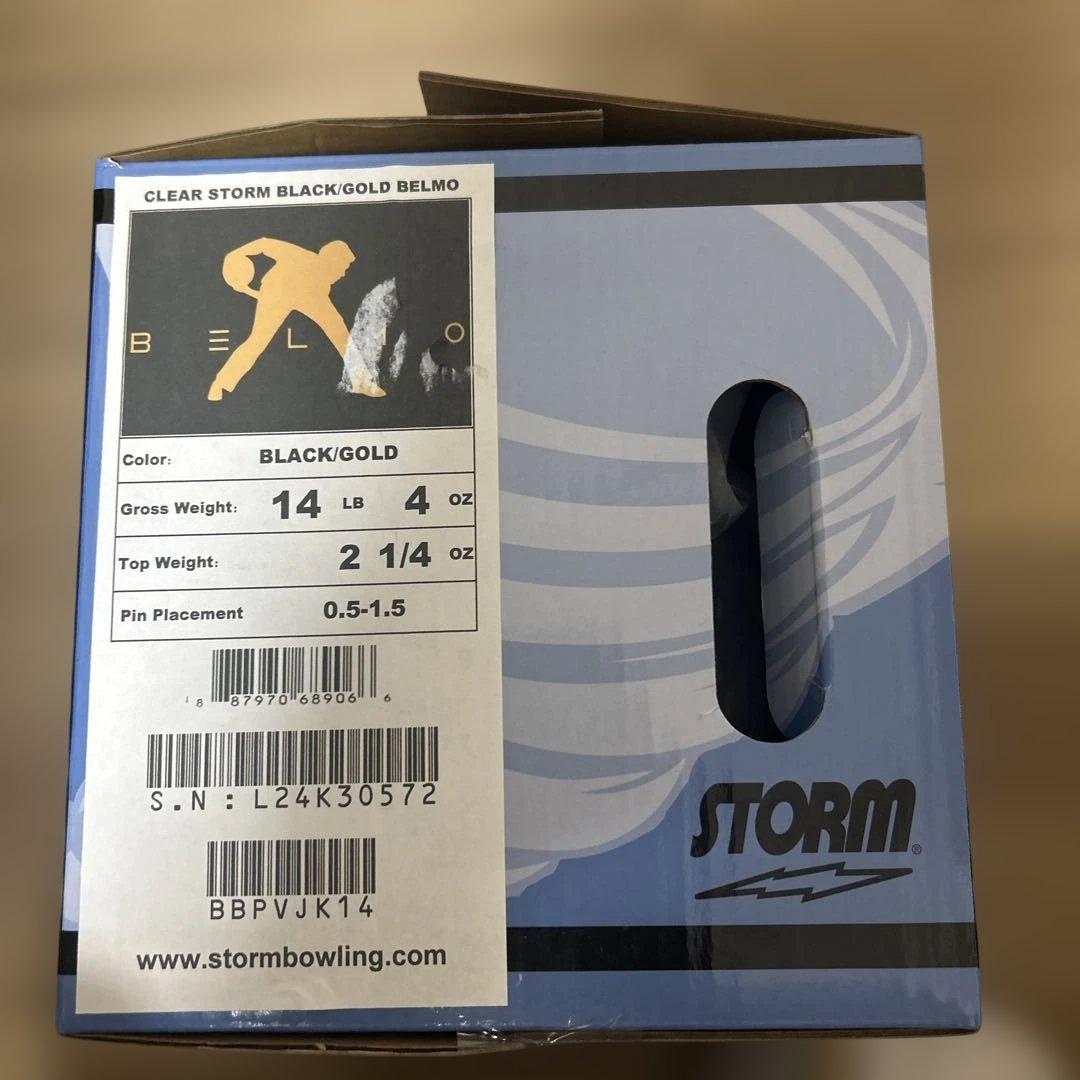 CLEAR STORM BLACK/GOLD BELMO
B E L O
Color: BLACK/GOLD
Gross Weight: 14 LB 4 oz
Top Weight: 2 1/4 oz
Pin Placement 0.5-1.5
1 8 87970 68906 6
S.N : L24K30572
BBPVJK14
www.stormbowling.com
STORM®